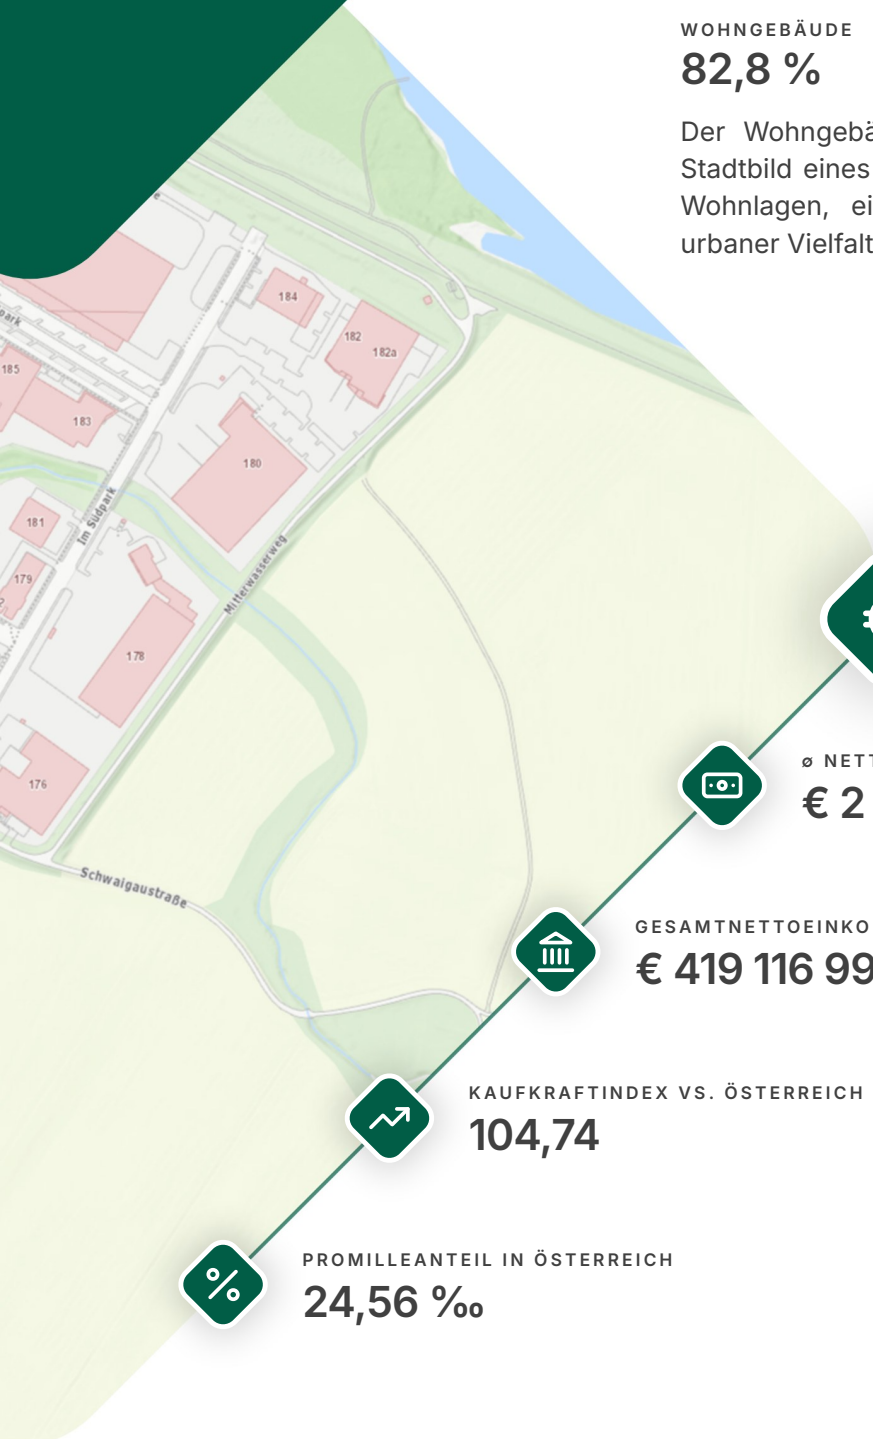 WOHNGEBÄUDE
82,8 %
Der Wohngebä
Stadtbild eines
Wohnlagen, ei
urbaner Vielfalt
184
182
182a
park
185
183
180
181
Im Südpark
179
Mitterwasserweg
178
176
Schwaigaustraße
ø NETT
€ 2
GESAMTNETTOEINKO
€ 419 116 99
KAUFKRAFTINDEX VS. ÖSTERREICH
104,74
PROMILLEANTEIL IN ÖSTERREICH
24,56 ‰